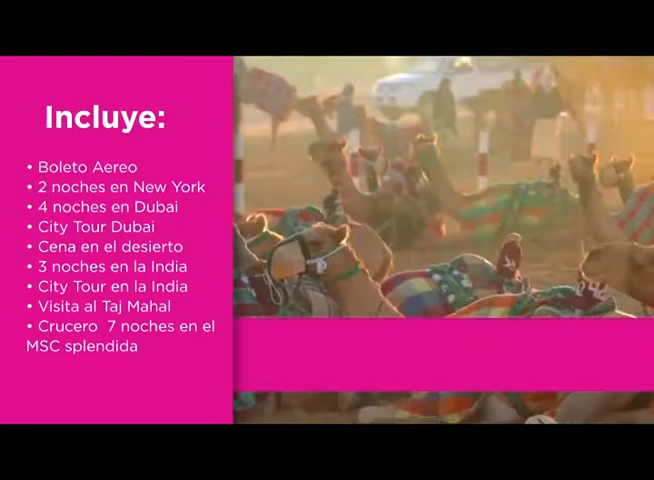 Incluye:
• Boleto Aereo
• 2 noches en New York
• 4 noches en Dubai
• City Tour Dubai
• Cena en el desierto
• 3 noches en la India
• City Tour en la India
• Visita al Taj Mahal
• Crucero 7 noches en el
MSC splendida